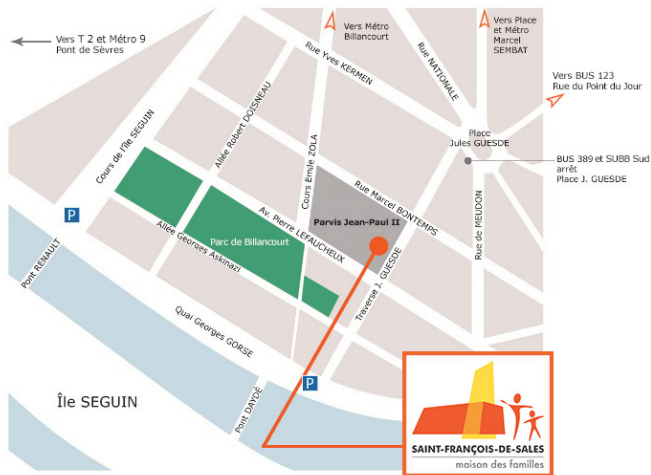 Vers T 2 et Métro 9
Pont de Sèvres
Vers Métro
Billancourt
Vers Place
et Métro
Marcel
SEMBAT
Rue Yves KERMEN
Rue NATIONALE
Vers BUS 123
Rue du Point du Jour
Allée Robert DOISNEAU
Cours de l'île SEGUIN
Cours Emile ZOLA
Place
Jules GUESDE
BUS 389 et SUBB Sud
arrêt
Place J. GUESDE
Rue Marcel BONTEMPS
Parvis Jean-Paul II
Rue de MEUDON
P
Av. Pierre LEFAUCHEUX
Parc de Billancourt
Allée Georges Askinazi
Traverse J. GUESDE
Pont RENAULT
Quai Georges GORSE
P
Île SEGUIN
Pont DAYDÉ
SAINT-FRANÇOIS-DE-SALES
maison des familles